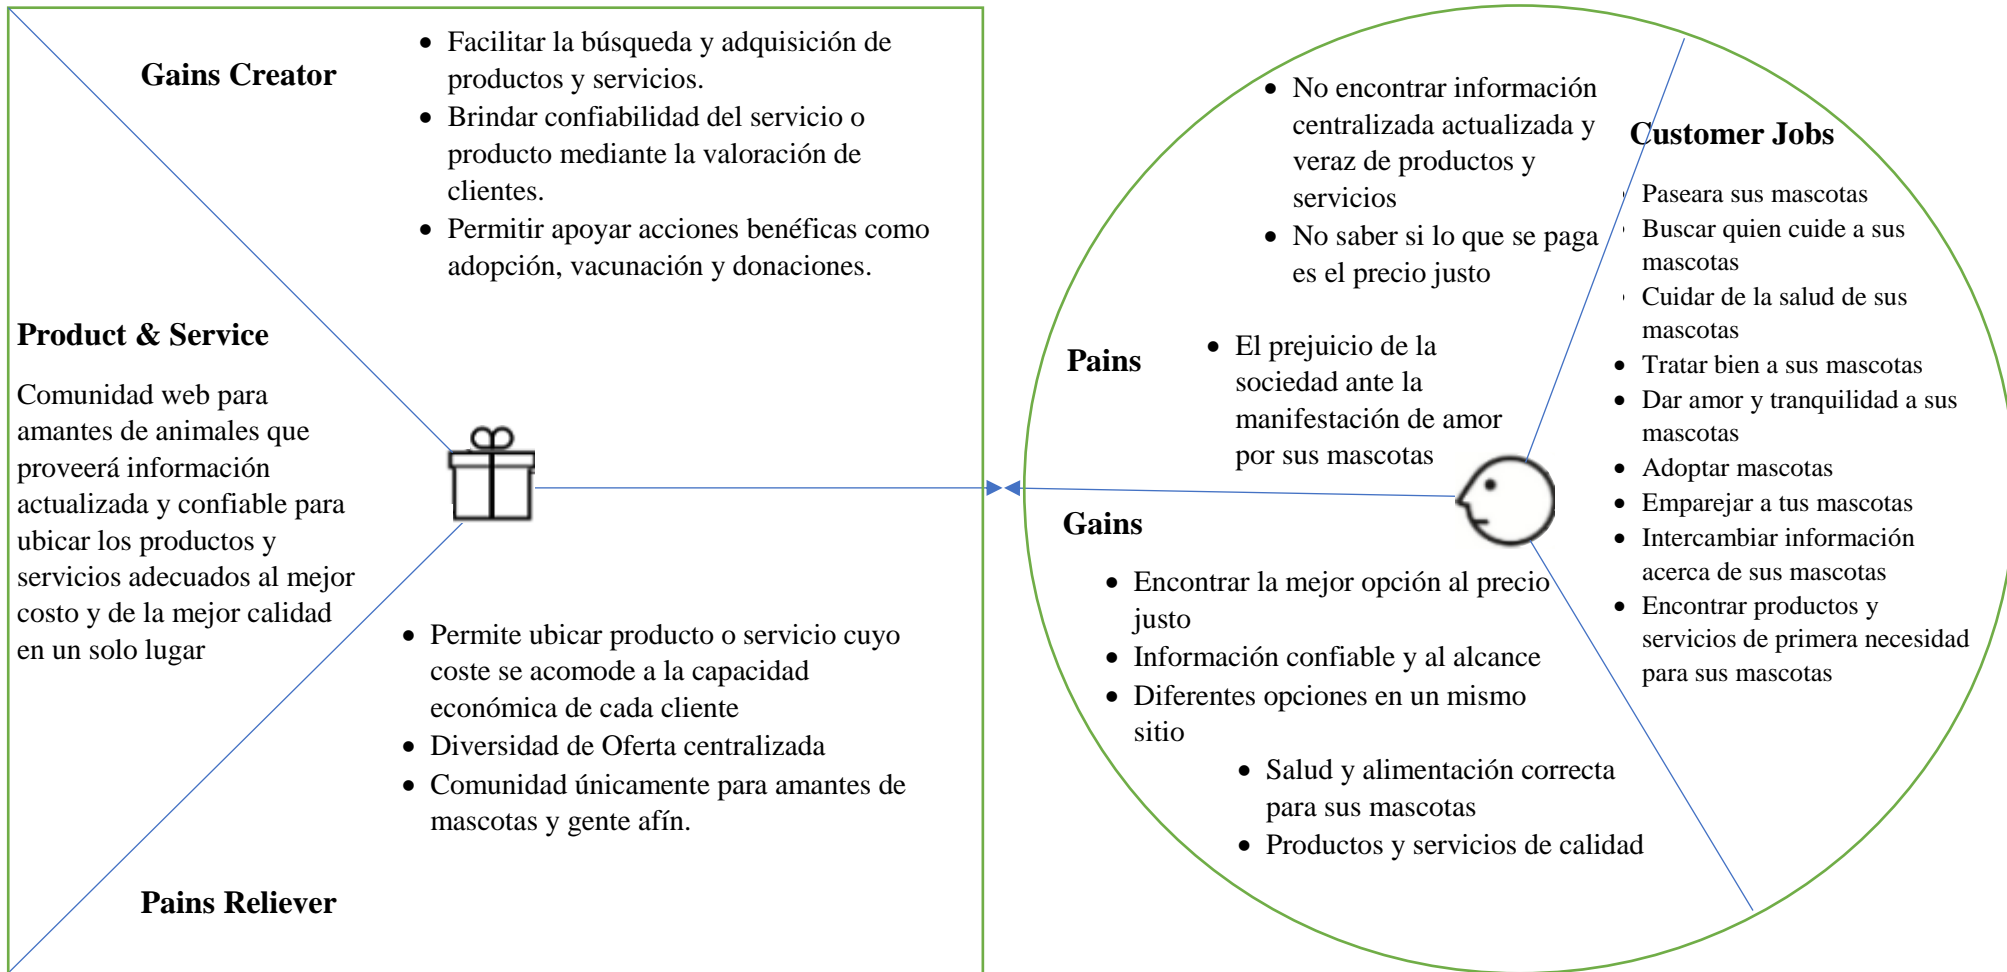 Gains Creator
• Facilitar la búsqueda y adquisición de
productos y servicios.
• Brindar confiabilidad del servicio o
producto mediante la valoración de
clientes.
• Permitir apoyar acciones benéficas como
adopción, vacunación y donaciones.
Product & Service
Comunidad web para
amantes de animales que
proveerá información
actualizada y confiable para
ubicar los productos y
servicios adecuados al mejor
costo y de la mejor calidad
en un solo lugar
• Permite ubicar producto o servicio cuyo
coste se acomode a la capacidad
económica de cada cliente
• Diversidad de Oferta centralizada
• Comunidad únicamente para amantes de
mascotas y gente afín.
Pains Reliever
• No encontrar información
centralizada actualizada y
veraz de productos y
servicios
• No saber si lo que se paga
es el precio justo
Pains
• El prejuicio de la
sociedad ante la
manifestación de amor
por sus mascotas
Gains
• Encontrar la mejor opción al precio
justo
• Información confiable y al alcance
• Diferentes opciones en un mismo
sitio
• Salud y alimentación correcta
para sus mascotas
• Productos y servicios de calidad
Customer Jobs
• Paseara sus mascotas
• Buscar quien cuide a sus
mascotas
• Cuidar de la salud de sus
mascotas
• Tratar bien a sus mascotas
• Dar amor y tranquilidad a sus
mascotas
• Adoptar mascotas
• Emparejar a tus mascotas
• Intercambiar información
acerca de sus mascotas
• Encontrar productos y
servicios de primera necesidad
para sus mascotas